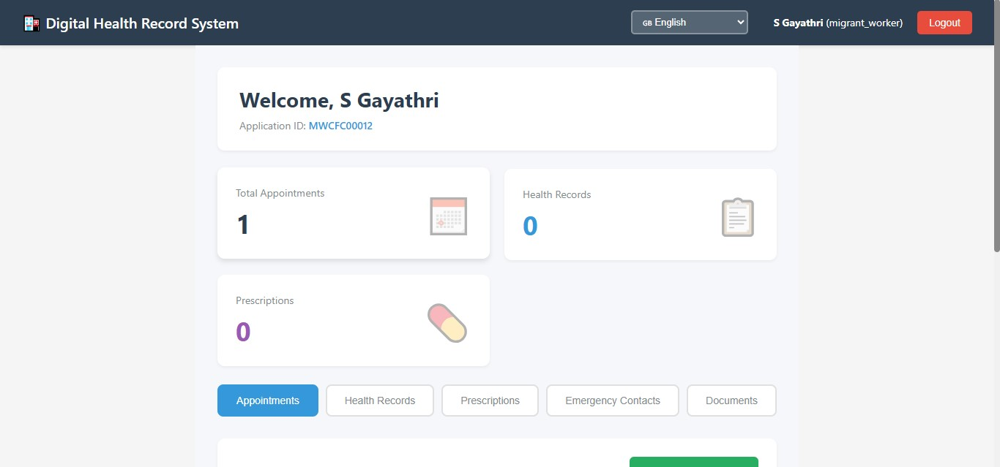 Digital Health Record System
GB English
S Gayathri (migrant_worker)
Logout
Welcome, S Gayathri
Application ID: MWCFC00012
Total Appointments
1
Health Records
0
Prescriptions
0
Appointments
Health Records
Prescriptions
Emergency Contacts
Documents